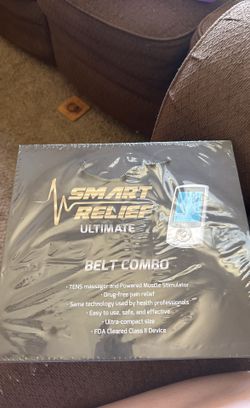 SMART
RELIEF
ULTIMATE
BELT COMBO
• TENS massager and Powered Muscle Stimulator
• Drug-free pain relief
• Same technology used by health professionals
• Easy to use, safe, and effective
• Ultra-compact size
• FDA Cleared Class II Device